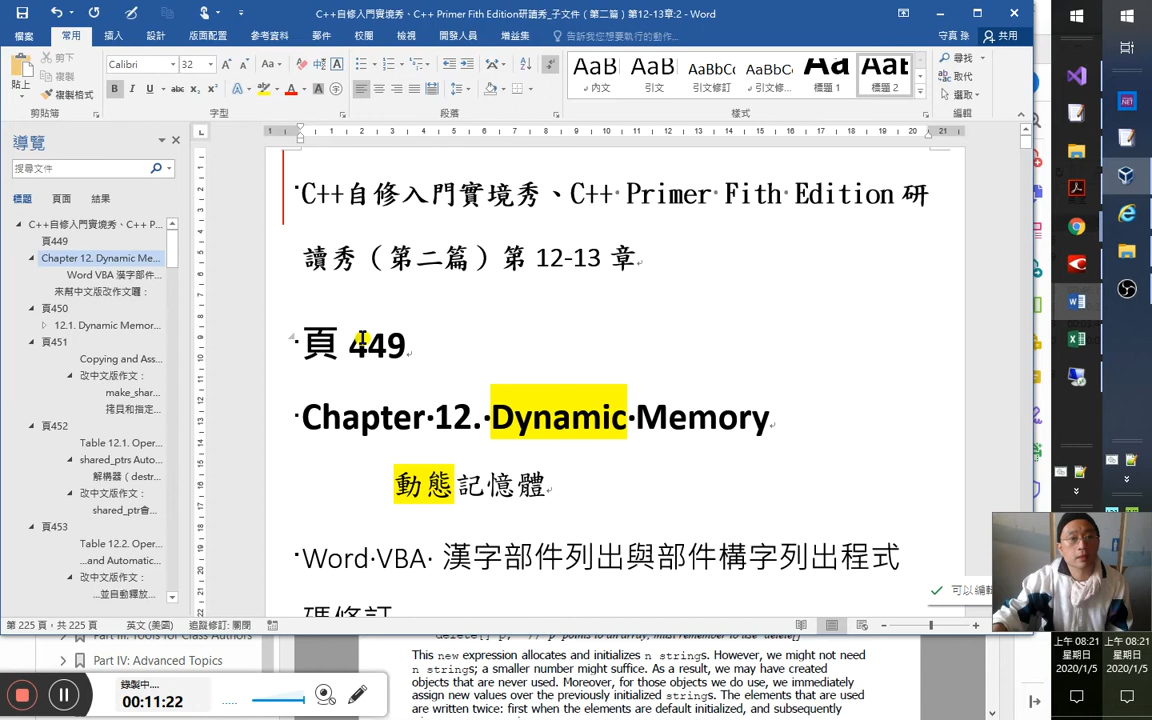 C++自修入門實境秀、C++ Primer Fith Edition研讀秀_子文件（第二篇）第12-13章:2 - Word
檔案 常用 插入 設計 版面配置 參考資料 郵件 校閱 檢視 開發人員 增益集 告訴我您想要執行的動作... 守真 孫 共用
貼上 剪下 複製 複製格式 剪貼簿
Calibri 32 字型
段落
AaB 內文 AaB 引文 AaBbC 引文修訂 AaBbC 引文修... Aa 標題 1 Aat 標題 2 樣式
尋找 取代 選取 編輯
導覽
搜尋文件
標題 頁面 結果
C++自修入門實境秀、C++ P...
頁449
Chapter 12. Dynamic Me...
Word VBA 漢字部件...
來幫中文版改作文囉：
頁450
12.1. Dynamic Memor...
頁451
Copying and Ass...
改中文版作文：
make_shar...
拷貝和指定...
頁452
Table 12.1. Oper...
shared_ptrs Auto...
解構器（destr...
改中文版作文：
shared_ptr會...
頁453
Table 12.2. Oper...
...and Automatic...
改中文版作文：
...並自動釋放...
C++自修入門實境秀、C++ Primer Fith Edition 研
讀秀（第二篇）第 12-13 章
頁 449
Chapter 12. Dynamic Memory
動態記憶體
Word VBA 漢字部件列出與部件構字列出程式
碼修訂
可以編輯
第 225 頁，共 225 頁 英文 (美國) 追蹤修訂: 關閉
Part III: Tools for Class Authors
Part IV: Advanced Topics
delete[] p; // p points to an array; must remember to use delete[]
This new expression allocates and initializes n strings. However, we might not need
n strings; a smaller number might suffice. As a result, we may have created
objects that are never used. Moreover, for those objects we do use, we immediately
assign new values over the previously initialized strings. The elements that are used
are written twice: first when the elements are default initialized, and subsequently
錄製中....
00:11:22
上午 08:21 上午 08:21
星期日 星期日
2020/1/5 2020/1/5